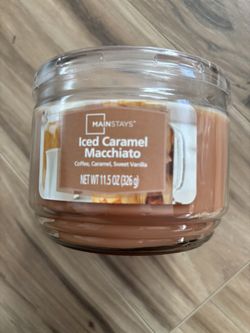 MAINSTAYS
Iced Caramel
Macchiato
Coffee, Caramel, Sweet Vanilla
NET WT 11.5 OZ (326 g)